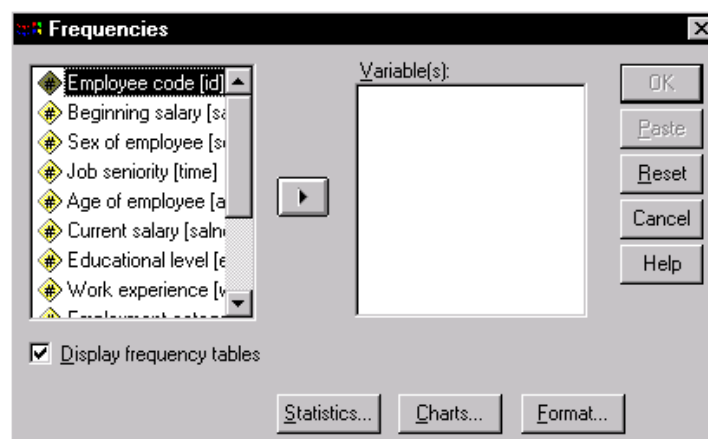 Frequencies
Employee code [id]
Beginning salary [sa
Sex of employee [se
Job seniority [time]
Age of employee [a
Current salary [saln
Educational level [e
Work experience [w
Variable(s):
OK
Paste
Reset
Cancel
Help
Display frequency tables
Statistics...
Charts...
Format...